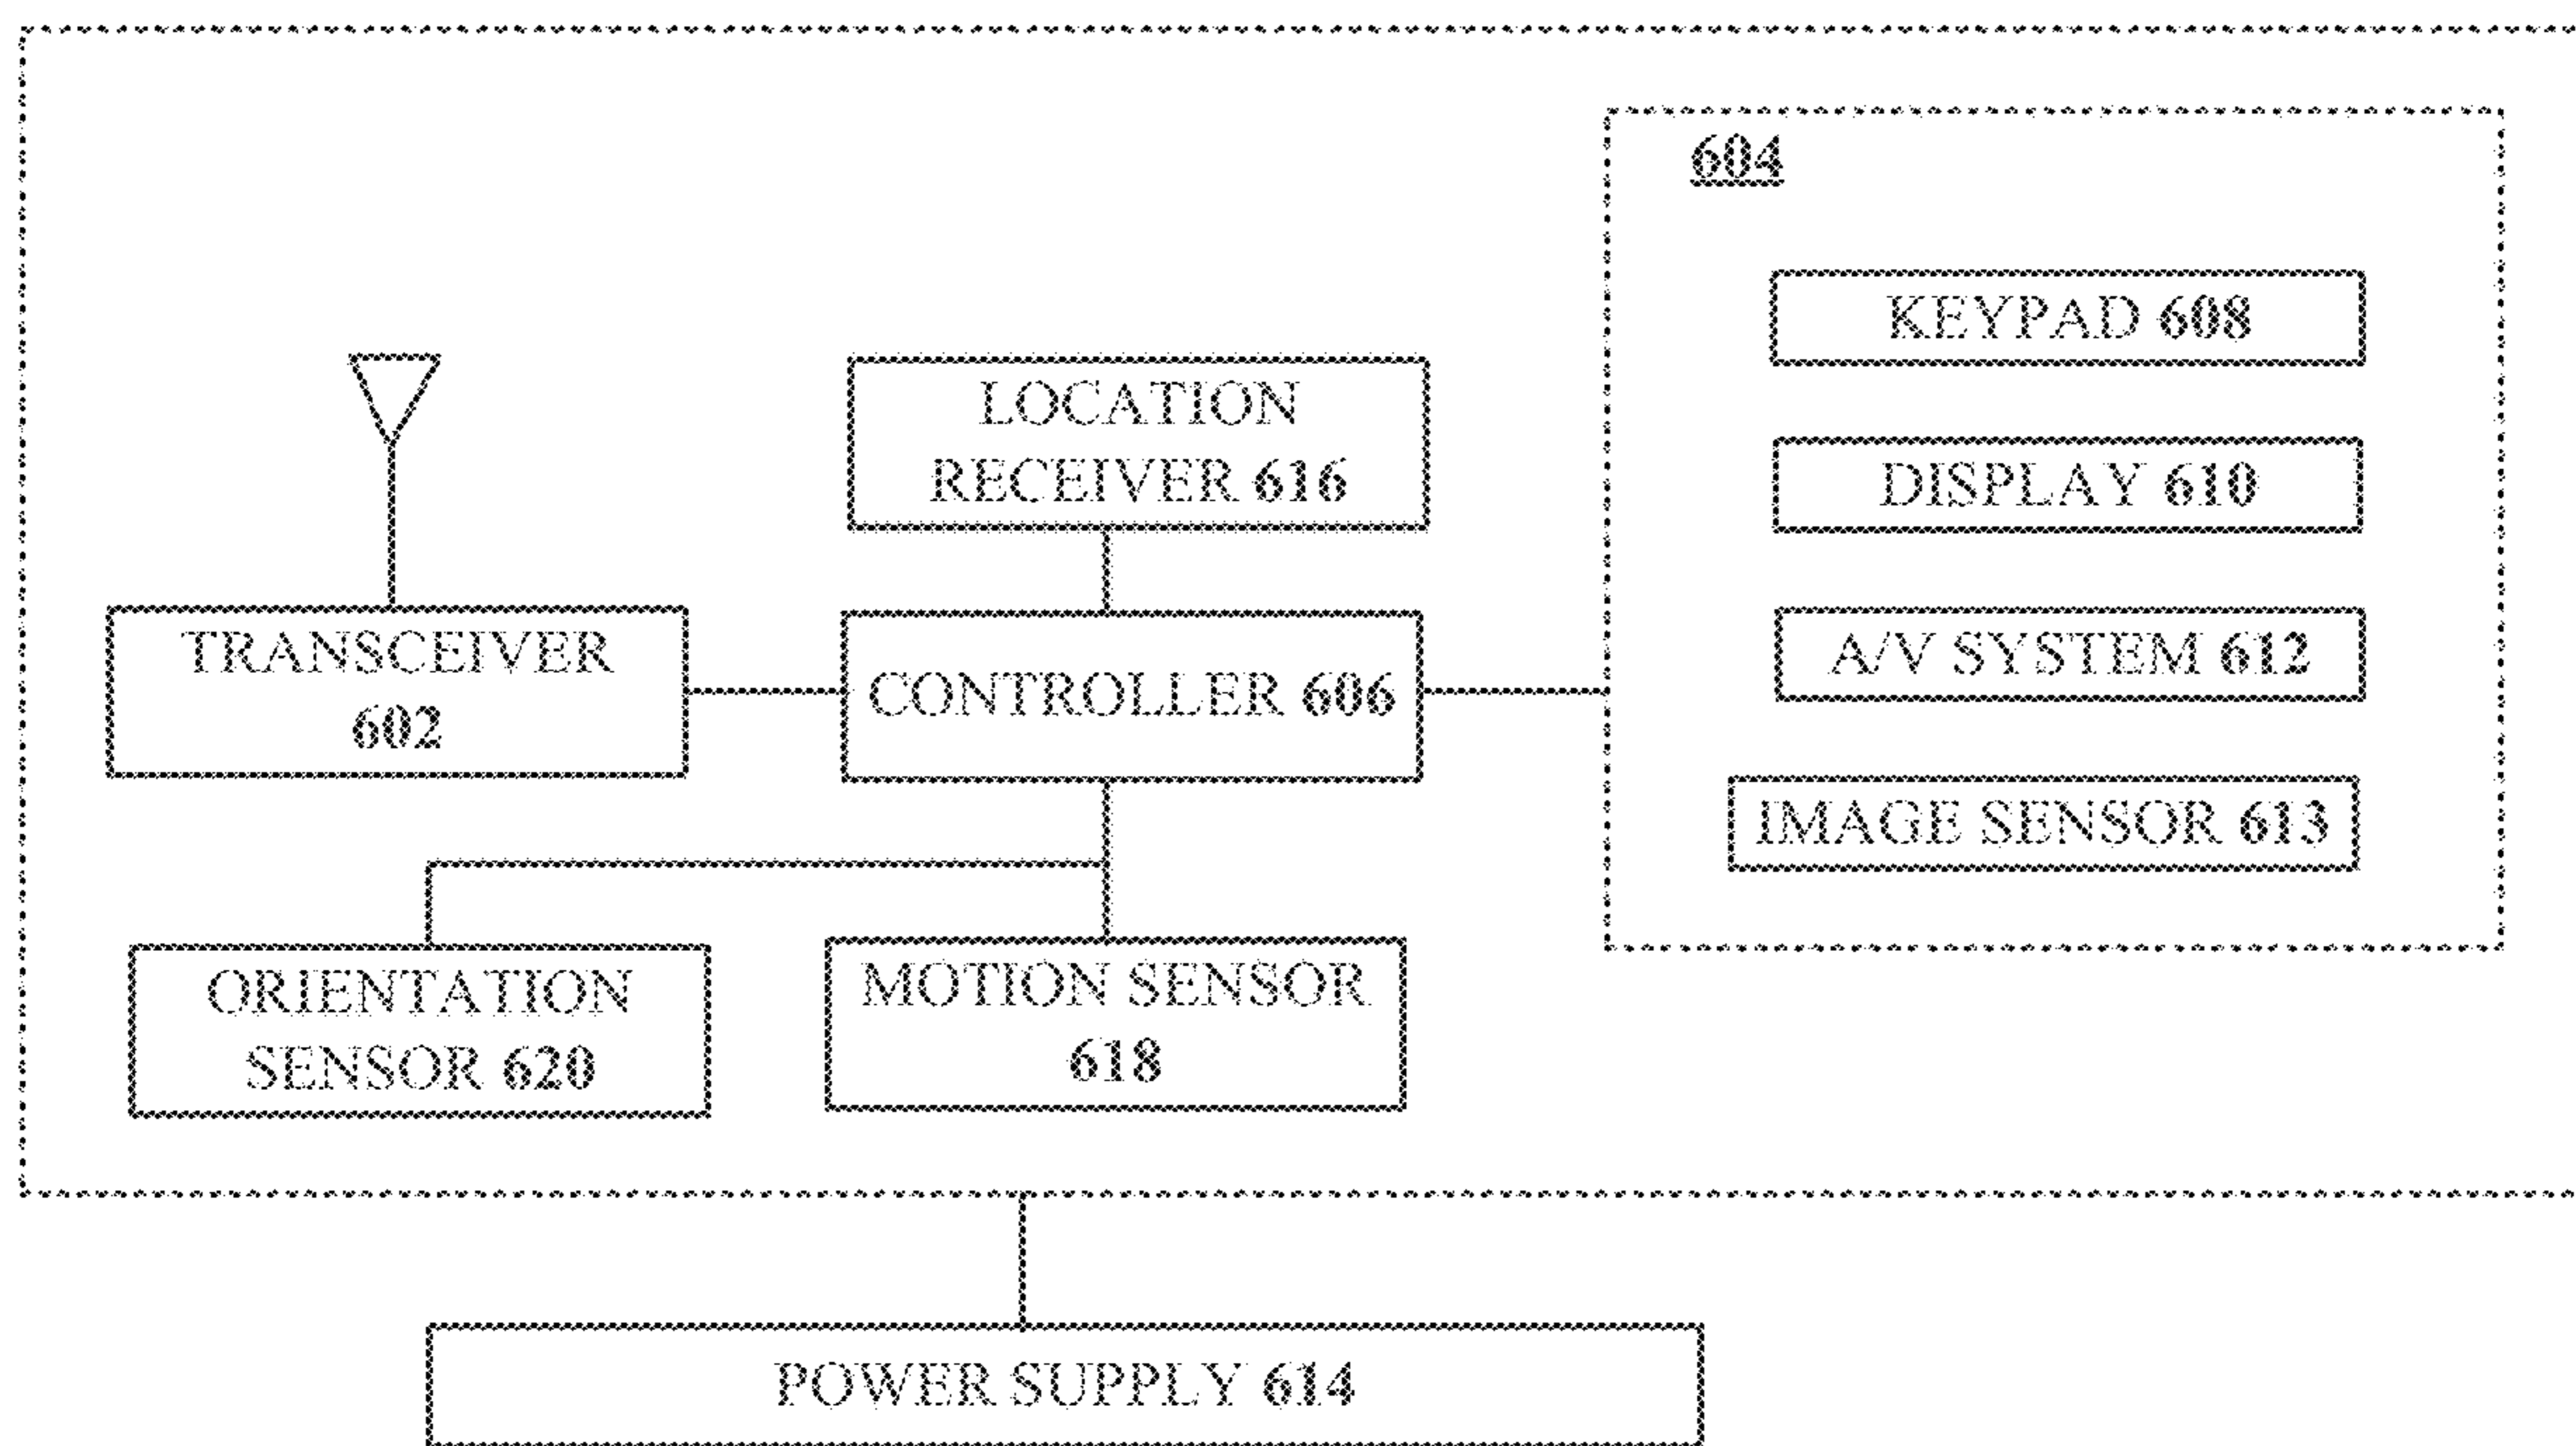 604
KEYPAD 608
LOCATION
RECEIVER 616
DISPLAY 610
TRANSCEIVER
602
CONTROLLER 606
A/V SYSTEM 612
IMAGE SENSOR 613
ORIENTATION
SENSOR 620
MOTION SENSOR
618
POWER SUPPLY 614